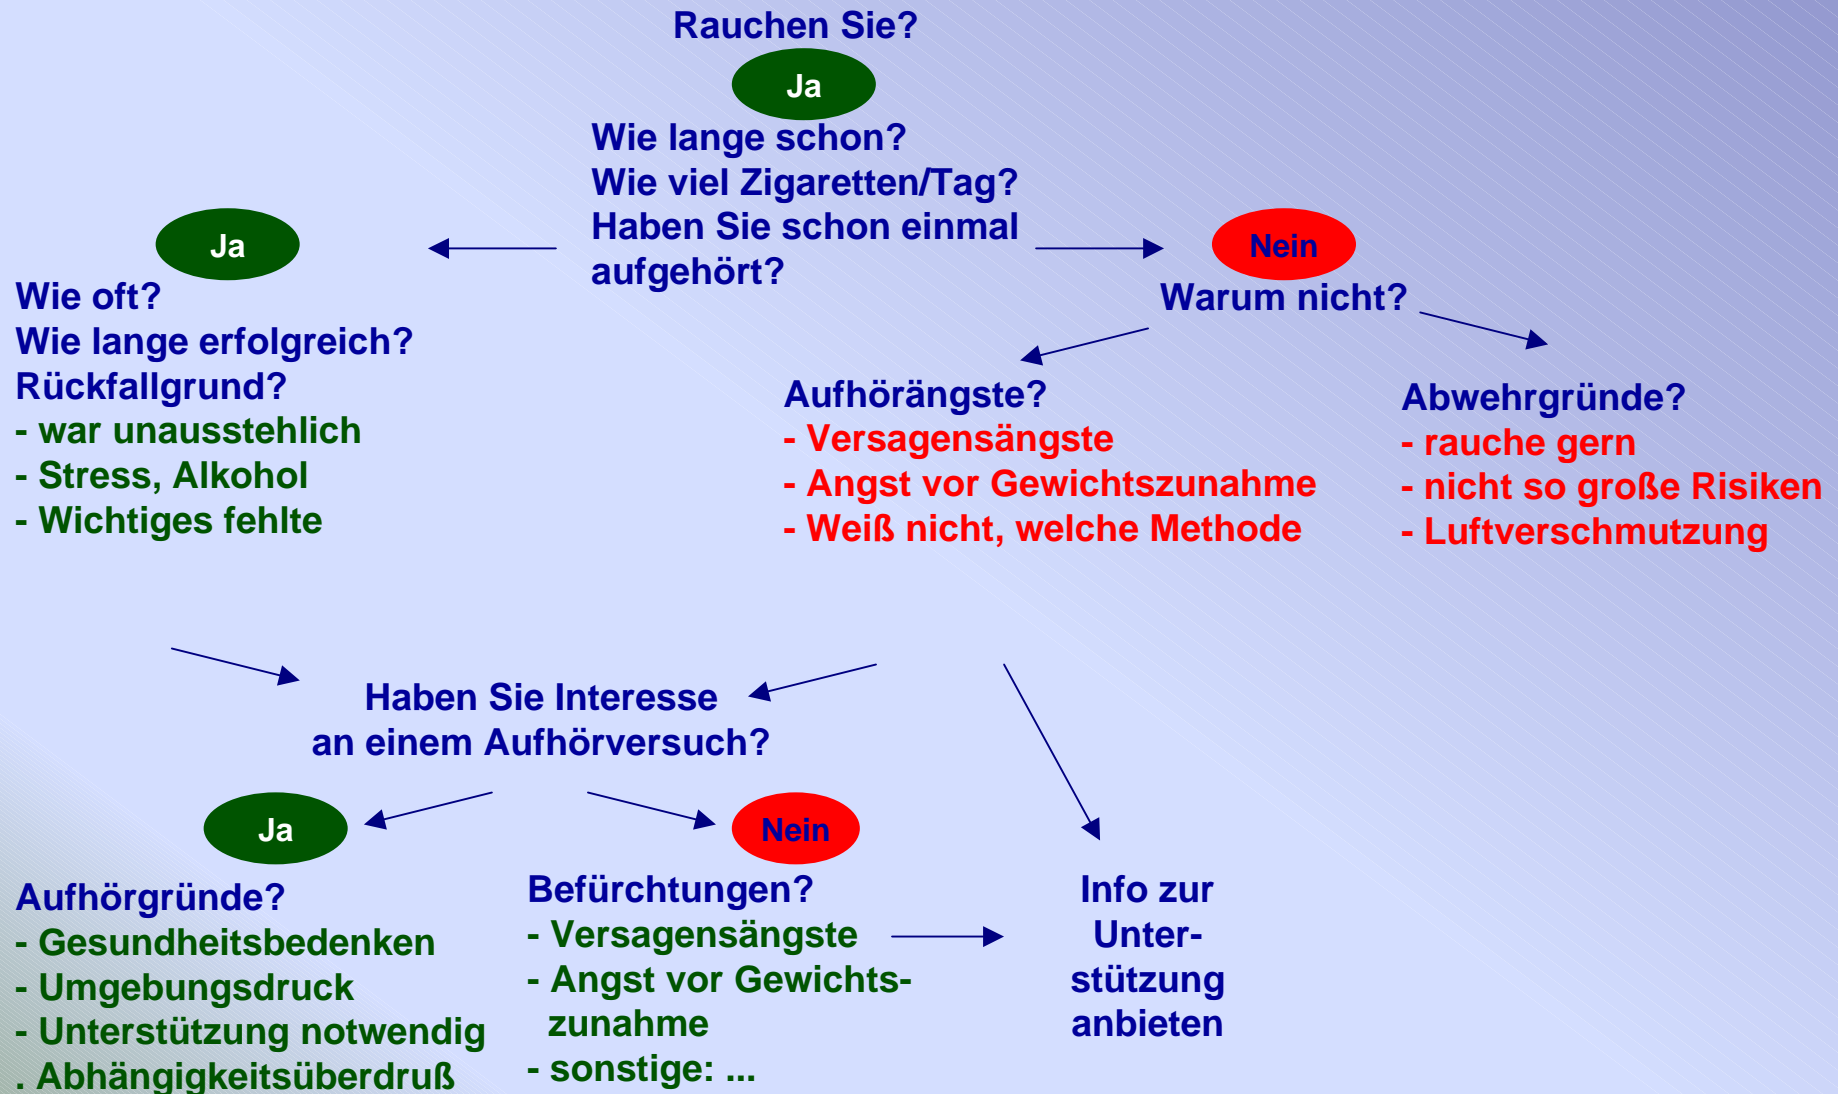 Rauchen Sie?
Ja
Wie lange schon?
Wie viel Zigaretten/Tag?
Haben Sie schon einmal
aufgehört?
Ja
Wie oft?
Wie lange erfolgreich?
Rückfallgrund?
- war unausstehlich
- Stress, Alkohol
- Wichtiges fehlte
Nein
Warum nicht?
Aufhörängste?
- Versagensängste
- Angst vor Gewichtszunahme
- Weiß nicht, welche Methode
Abwehrgründe?
- rauche gern
- nicht so große Risiken
- Luftverschmutzung
Haben Sie Interesse
an einem Aufhörversuch?
Ja
Aufhörgründe?
- Gesundheitsbedenken
- Umgebungsdruck
- Unterstützung notwendig
. Abhängigkeitsüberdruß
Nein
Befürchtungen?
- Versagensängste
- Angst vor Gewichts-
zunahme
- sonstige: ...
Info zur
Unter-
stützung
anbieten